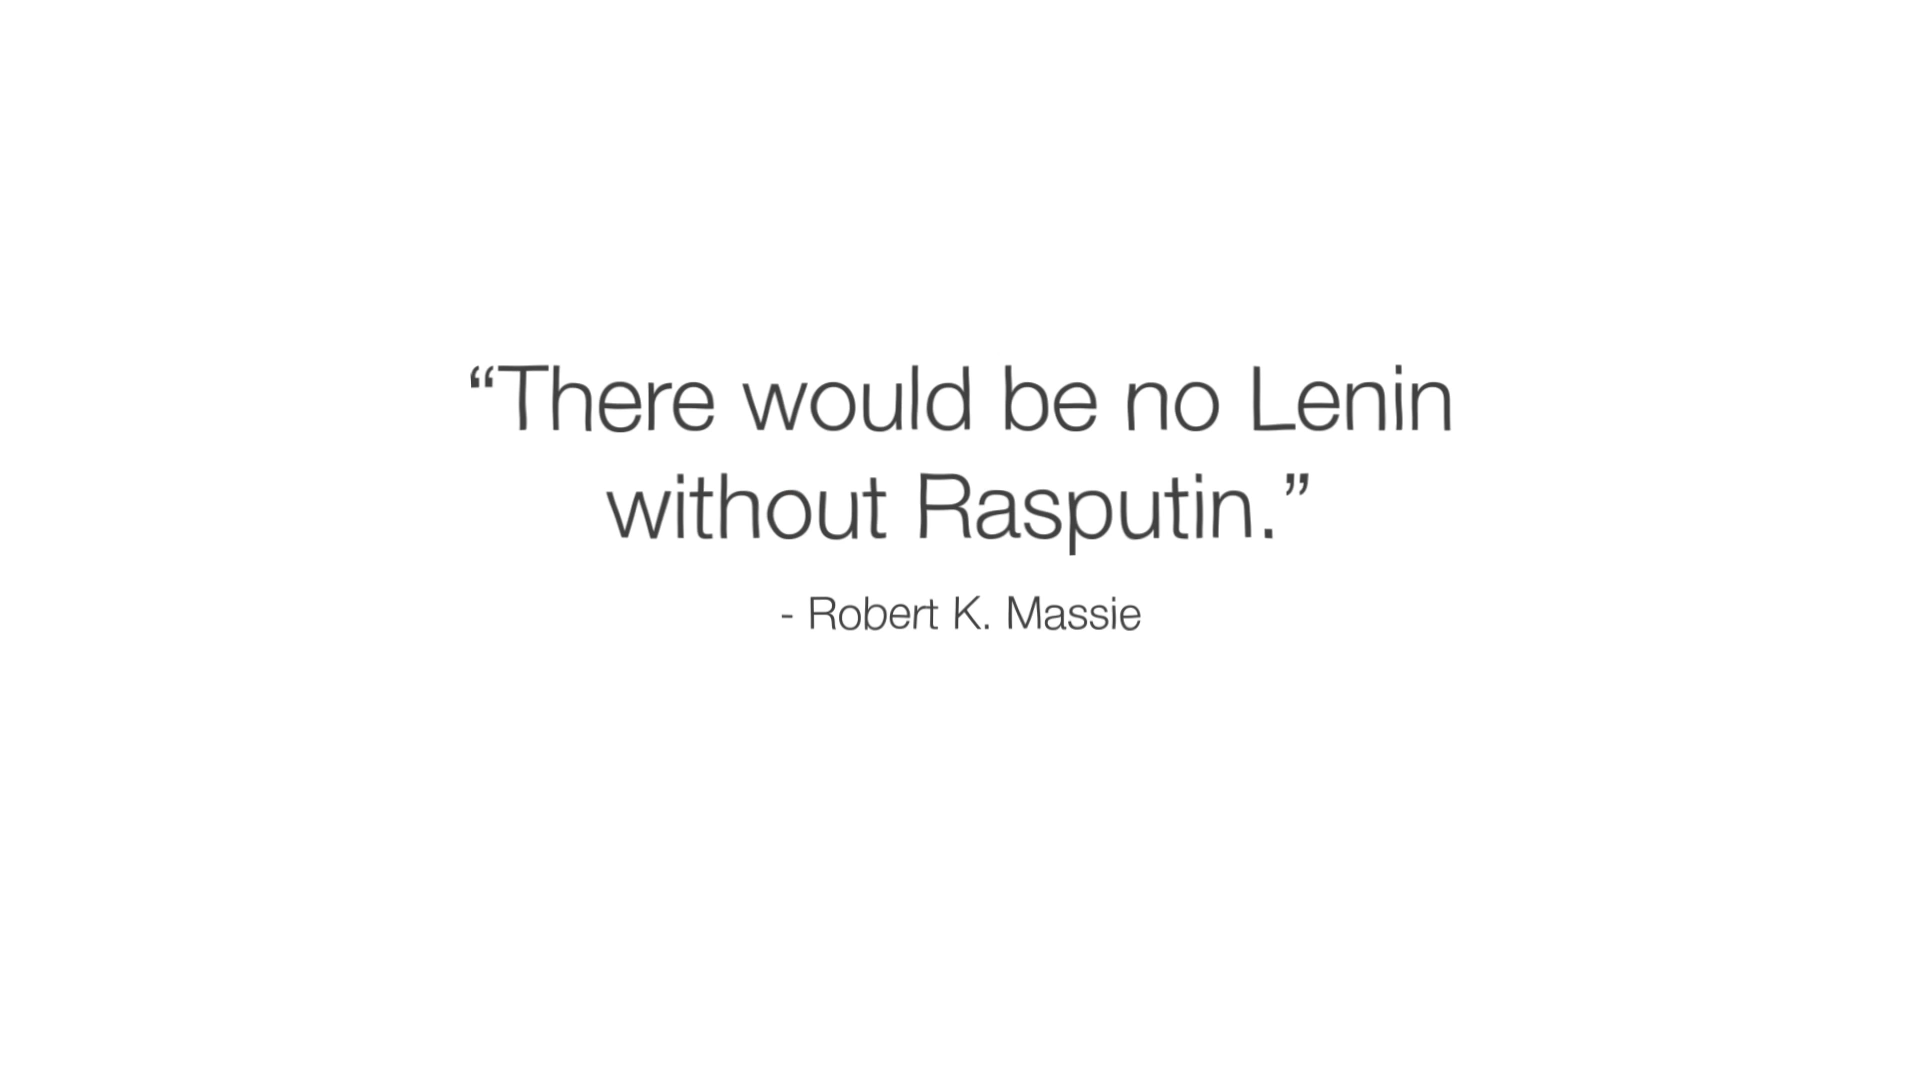 “There would be no Lenin
without Rasputin.”
- Robert K. Massie